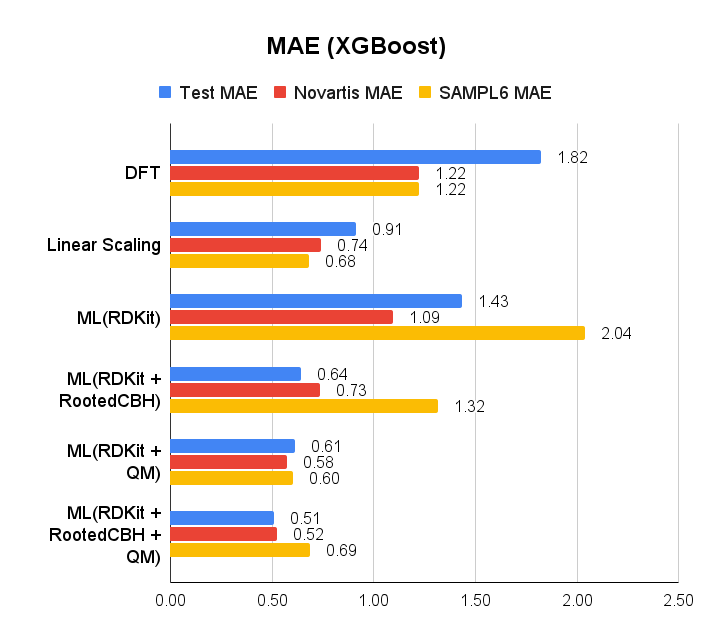 MAE (XGBoost)
Test MAE Novartis MAE SAMPL6 MAE
DFT
1.82
1.22
1.22
Linear Scaling
0.91
0.74
0.68
ML(RDKit)
1.43
1.09
2.04
ML(RDKit +
RootedCBH)
0.64
0.73
1.32
ML(RDKit +
QM)
0.61
0.58
0.60
ML(RDKit +
RootedCBH +
QM)
0.51
0.52
0.69
0.00 0.50 1.00 1.50 2.00 2.50